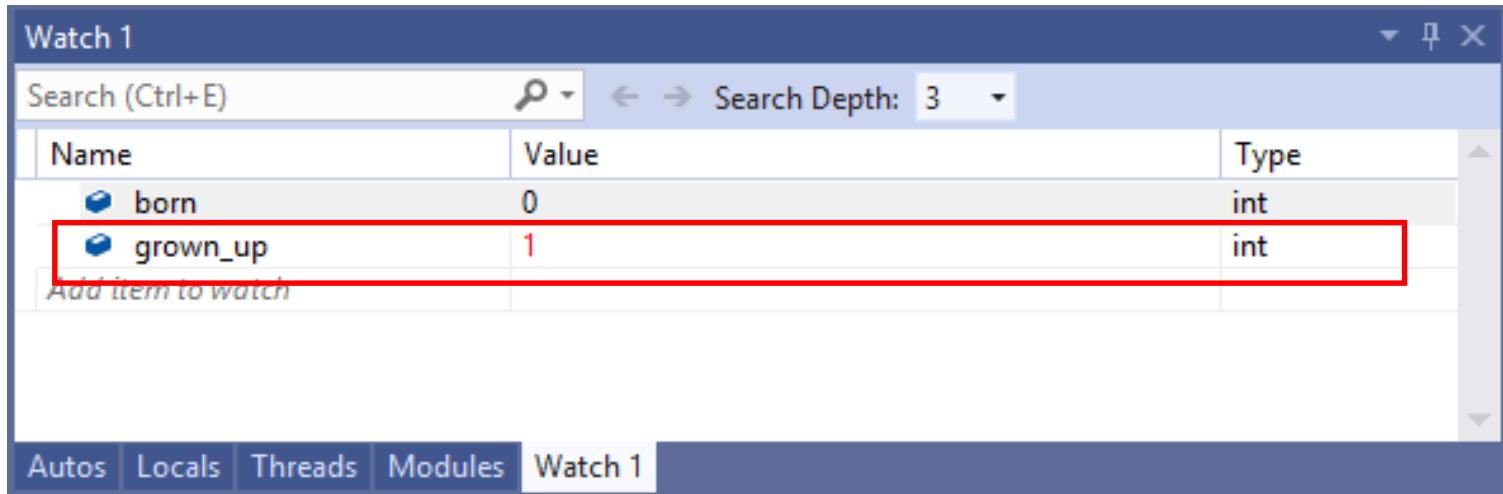 Watch 1
Search (Ctrl+E) Search Depth: 3
Name Value Type
born 0 int
grown_up 1 int
Add item to watch
Autos Locals Threads Modules Watch 1